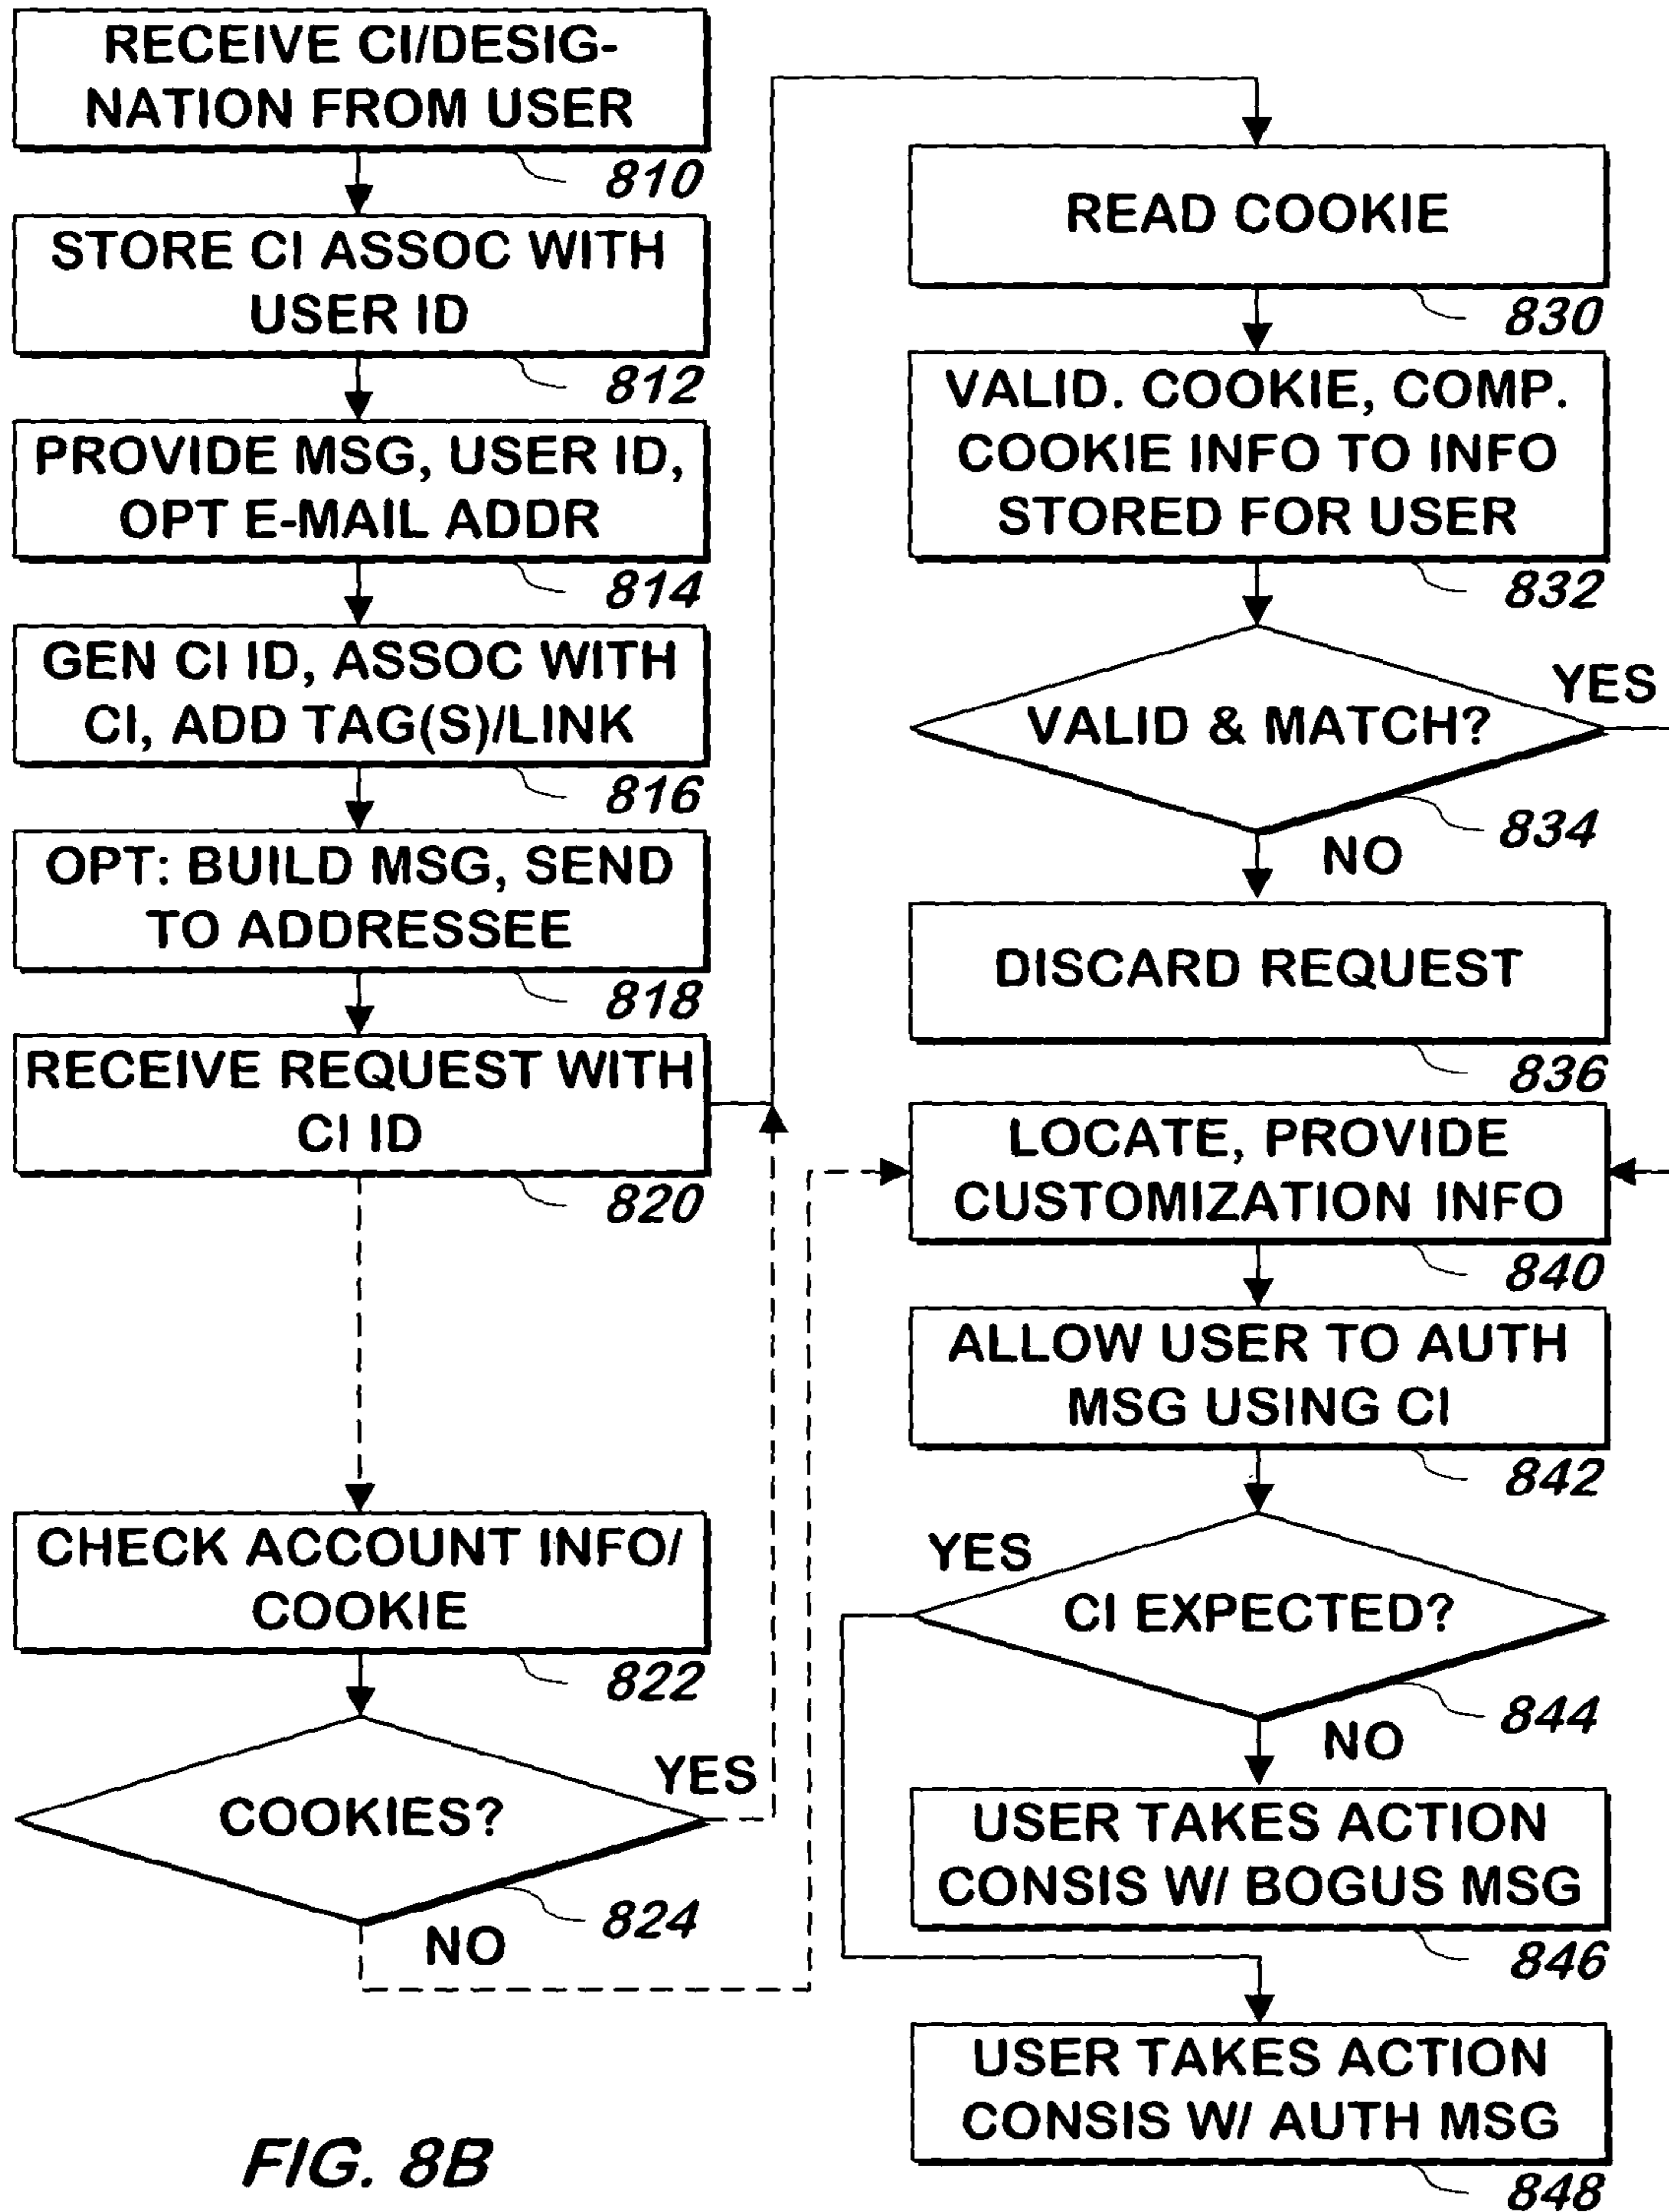 RECEIVE CI/DESIG-
NATION FROM USER
810
STORE CI ASSOC WITH
USER ID
812
PROVIDE MSG, USER ID,
OPT E-MAIL ADDR
814
GEN CI ID, ASSOC WITH
CI, ADD TAG(S)/LINK
816
OPT: BUILD MSG, SEND
TO ADDRESSEE
818
RECEIVE REQUEST WITH
CI ID
820
CHECK ACCOUNT INFO/
COOKIE
822
COOKIES?
YES
824
NO
READ COOKIE
830
VALID. COOKIE, COMP.
COOKIE INFO TO INFO
STORED FOR USER
832
YES
VALID & MATCH?
834
NO
DISCARD REQUEST
836
LOCATE, PROVIDE
CUSTOMIZATION INFO
840
ALLOW USER TO AUTH
MSG USING CI
842
YES
CI EXPECTED?
844
NO
USER TAKES ACTION
CONSIS W/ BOGUS MSG
846
USER TAKES ACTION
CONSIS W/ AUTH MSG
848
FIG. 8B